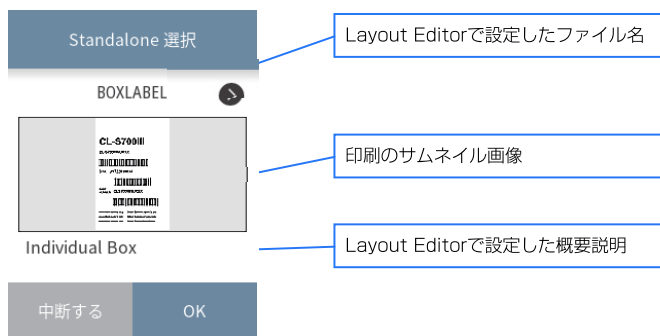 Standalone 選択
Layout Editorで設定したファイル名
BOXLABEL
CL-S700III
印刷のサムネイル画像
Individual Box
Layout Editorで設定した概要説明
中断する
OK